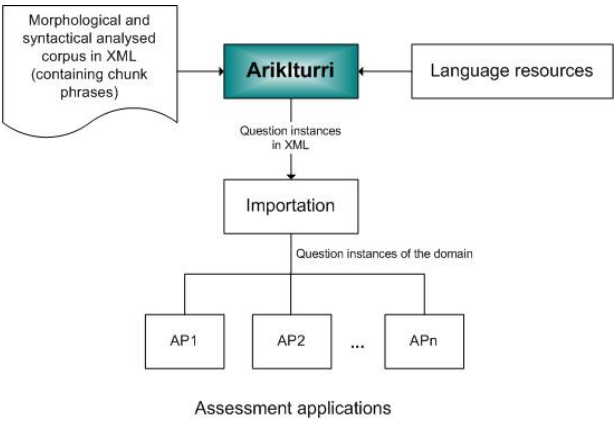 Morphological and
syntactical analysed
corpus in XML
(containing chunk
phrases)
ArikIturri
Language resources
Question instances
in XML
Importation
Question instances of the domain
AP1
AP2
...
APn
Assessment applications